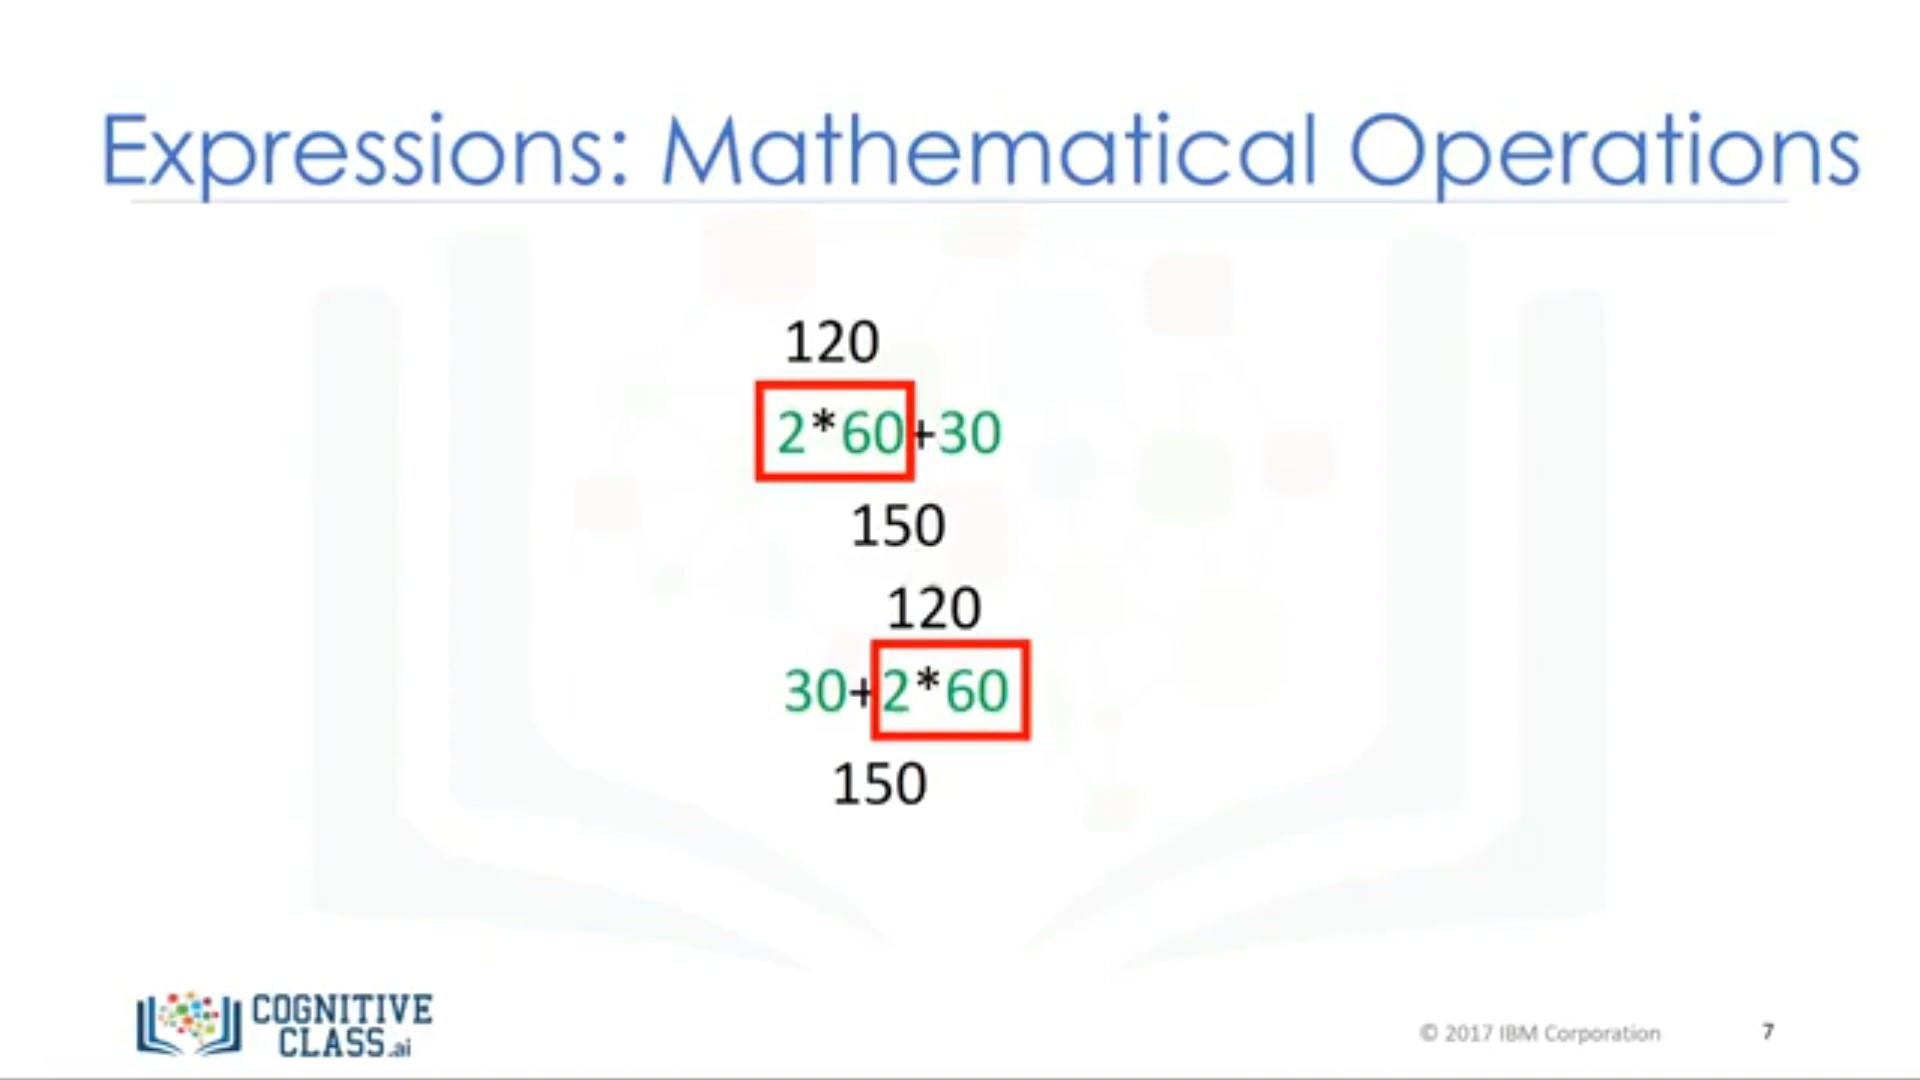 Expressions: Mathematical Operations
120
2*60+30
150
120
30+2*60
150
COGNITIVE
CLASS.ai
© 2017 IBM Corporation
7